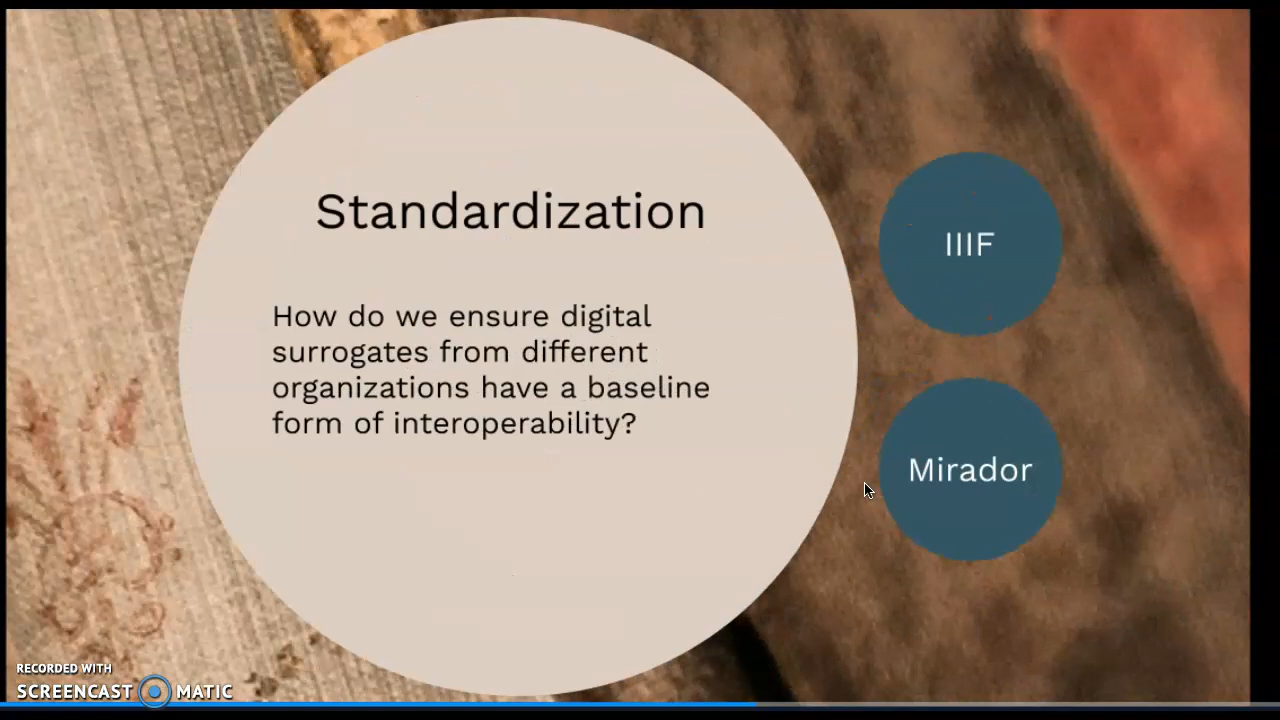 Standardization
How do we ensure digital
surrogates from different
organizations have a baseline
form of interoperability?
IIIF
Mirador
RECORDED WITH
SCREENCAST MATIC